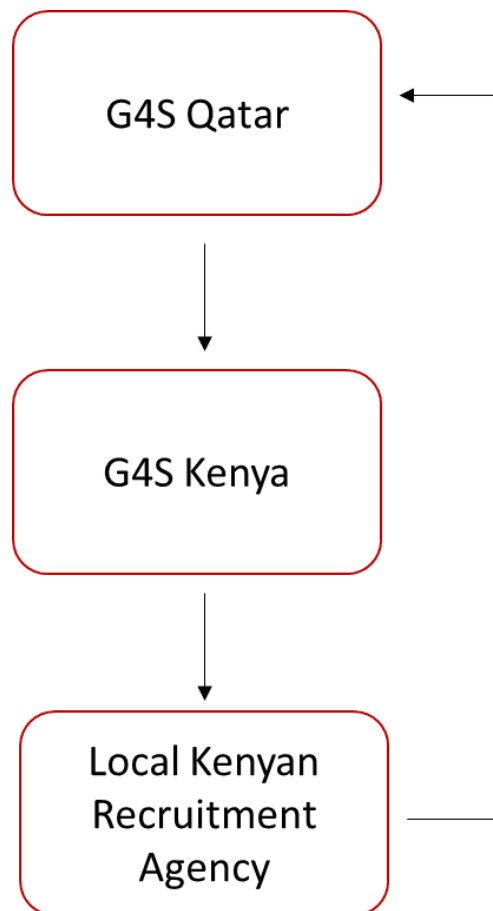 G4S Qatar
G4S Kenya
Local Kenyan
Recruitment
Agency